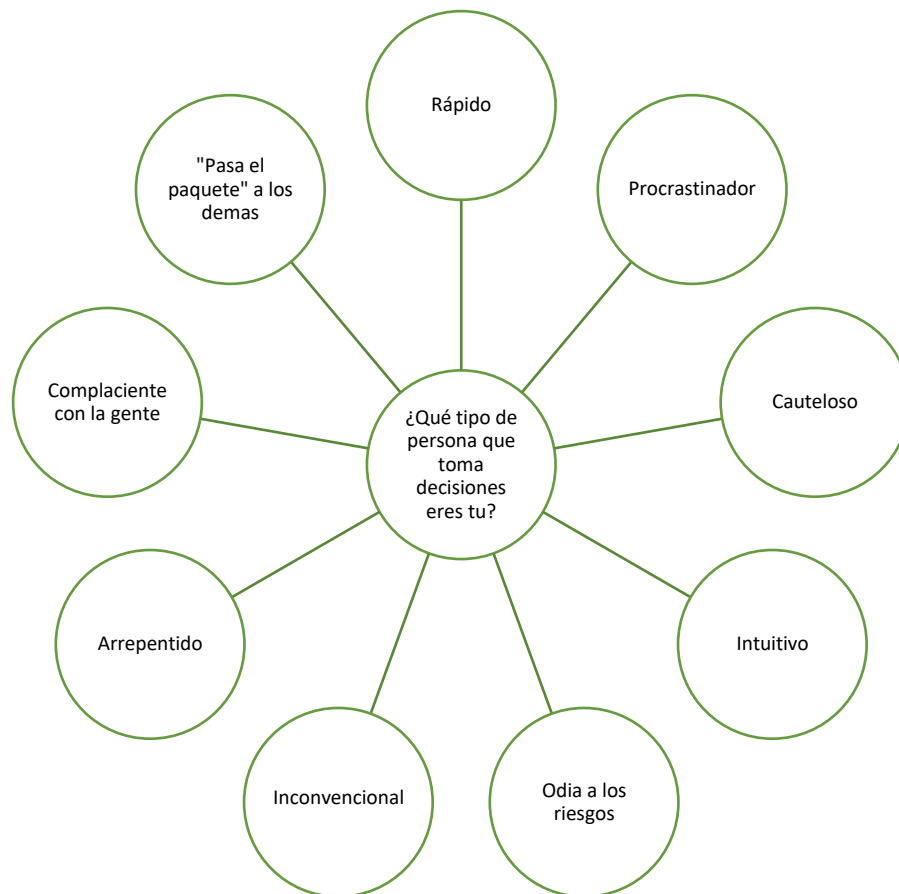 Rápido
Procrastinador
Cauteloso
Intuitivo
Odia a los
riesgos
Inconvencional
Arrepentido
Complaciente
con la gente
"Pasa el
paquete" a los
demas
¿Qué tipo de
persona que
toma
decisiones
eres tu?